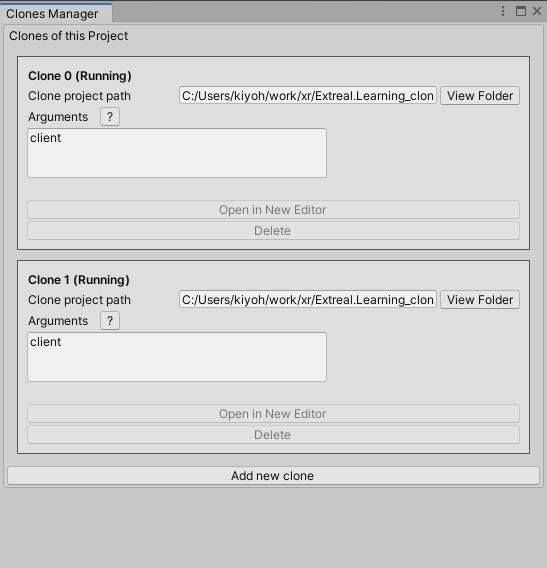 Clones Manager
Clones of this Project
Clone 0 (Running)
Clone project path C:/Users/kiyoh/work/xr/Extreal.Learning_clon View Folder
Arguments ?
client
Open in New Editor
Delete
Clone 1 (Running)
Clone project path C:/Users/kiyoh/work/xr/Extreal.Learning_clon View Folder
Arguments ?
client
Open in New Editor
Delete
Add new clone